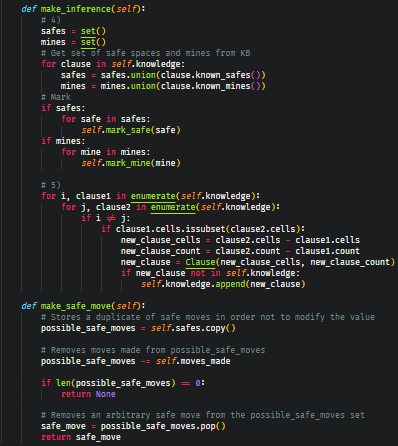 def make_inference(self):
# 4)
safes = set()
mines = set()
# Get set of safe spaces and mines from KB
for clause in self.knowledge:
safes = safes.union(clause.known_safes())
mines = mines.union(clause.known_mines())
# Mark
if safes:
for safe in safes:
self.mark_safe(safe)
if mines:
for mine in mines:
self.mark_mine(mine)
# 5)
for i, clause1 in enumerate(self.knowledge):
for j, clause2 in enumerate(self.knowledge):
if i ≠ j:
if clause1.cells.issubset(clause2.cells):
new_clause_cells = clause2.cells - clause1.cells
new_clause_count = clause2.count - clause1.count
new_clause = Clause(new_clause_cells, new_clause_count)
if new_clause not in self.knowledge:
self.knowledge.append(new_clause)
def make_safe_move(self):
# Stores a duplicate of safe moves in order not to modify the value
possible_safe_moves = self.safes.copy()
# Removes moves made from possible_safe_moves
possible_safe_moves -= self.moves_made
if len(possible_safe_moves) == 0:
return None
# Removes an arbitrary safe move from the possible_safe_moves set
safe_move = possible_safe_moves.pop()
return safe_move